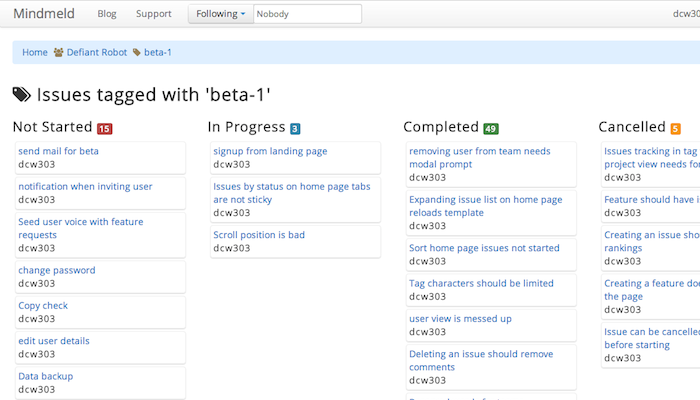 Mindmeld Blog Support Following Nobody dcw30
Home Defiant Robot beta-1
Issues tagged with 'beta-1'
Not Started 15
send mail for beta
dcw303
notification when inviting user
dcw303
Seed user voice with feature
requests
dcw303
change password
dcw303
Copy check
dcw303
edit user details
dcw303
Data backup
dcw303
In Progress 3
signup from landing page
dcw303
Issues by status on home page tabs
are not sticky
dcw303
Scroll position is bad
dcw303
Completed 49
removing user from team needs
modal prompt
dcw303
Expanding issue list on home page
reloads template
dcw303
Sort home page issues not started
dcw303
Tag characters should be limited
dcw303
user view is messed up
dcw303
Deleting an issue should remove
comments
dcw303
Cancelled 5
Issues tracking in tag
project view needs fo
dcw303
Feature should have i
dcw303
Creating an issue sho
rankings
dcw303
Creating a feature doe
the page
dcw303
Issue can be cancelled
before starting
dcw303